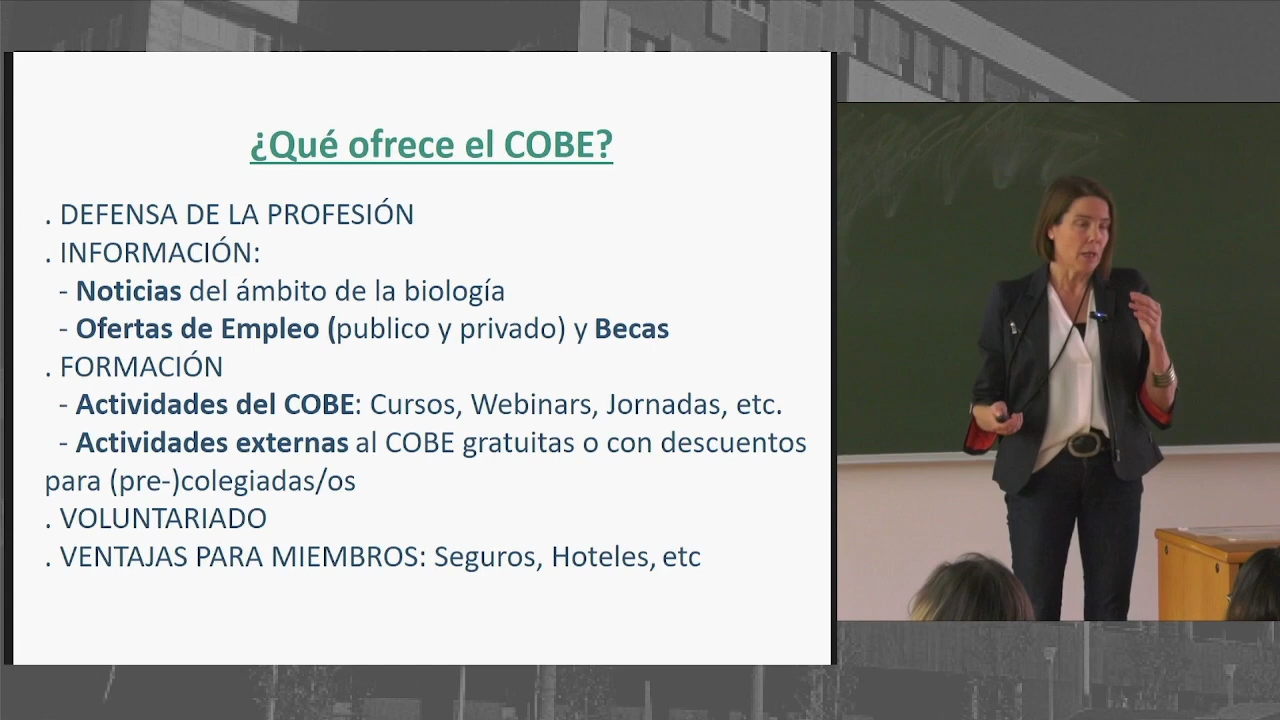 ¿Qué ofrece el COBE?
. DEFENSA DE LA PROFESIÓN
. INFORMACIÓN:
- Noticias del ámbito de la biología
- Ofertas de Empleo (publico y privado) y Becas
. FORMACIÓN
- Actividades del COBE: Cursos, Webinars, Jornadas, etc.
- Actividades externas al COBE gratuitas o con descuentos
para (pre-)colegiadas/os
. VOLUNTARIADO
. VENTAJAS PARA MIEMBROS: Seguros, Hoteles, etc